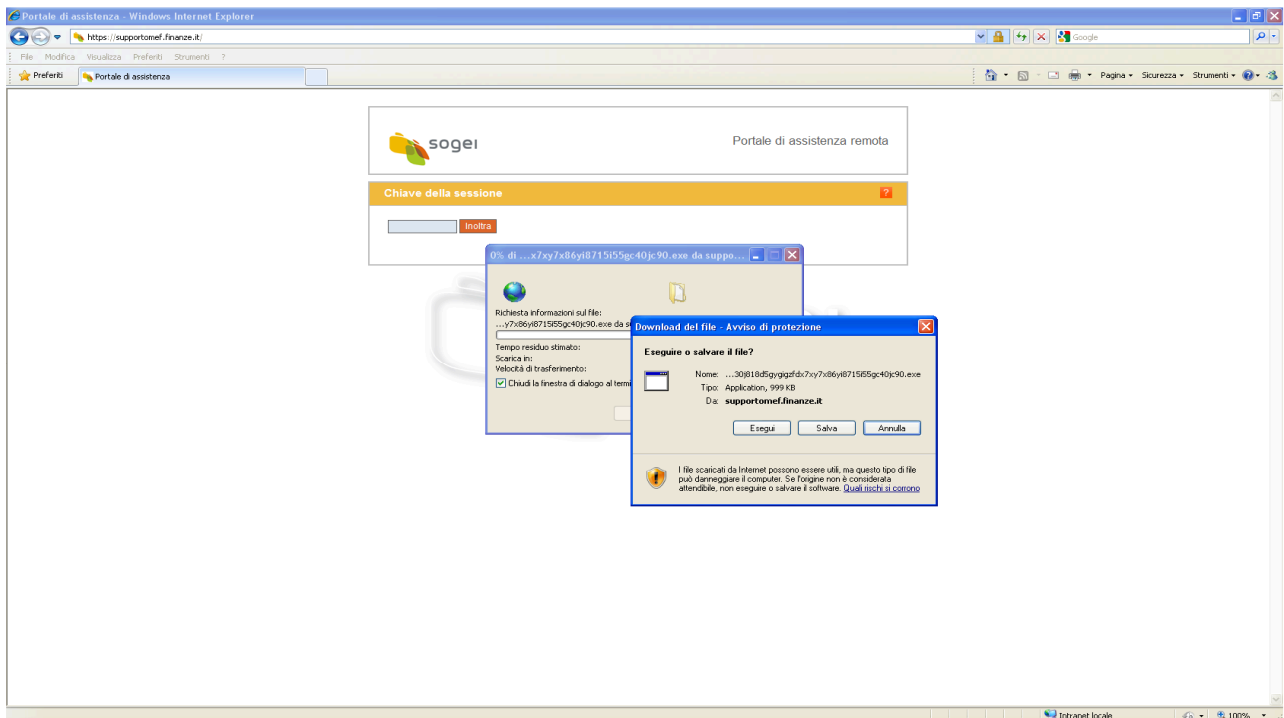 Portale di assistenza - Windows Internet Explorer
https://supportomef.finanze.it/
Google
File Modifica Visualizza Preferiti Strumenti ?
Preferiti Portale di assistenza
Pagina Sicurezza Strumenti
sogei
Portale di assistenza remota
Chiave della sessione ?
Inoltra
0% di ...x7xy7x86yi8715i55gc40jc90.exe da suppo...
Richiesta informazioni sul file:
...y7x86yi8715i55gc40jc90.exe da s
Tempo residuo stimato:
Scarica in:
Velocità di trasferimento:
Chiudi la finestra di dialogo al termi
Download del file - Avviso di protezione
Eseguire o salvare il file?
Nome: ...30j818d5gygigzfdx7xy7x86yi8715i55gc40jc90.exe
Tipo: Application, 999 KB
Da: supportomef.finanze.it
Esegui Salva Annulla
I file scaricati da Internet possono essere utili, ma questo tipo di file
può danneggiare il computer. Se l'origine non è considerata
attendibile, non eseguire o salvare il software. Quali rischi si corrono
Intranet locale 100%